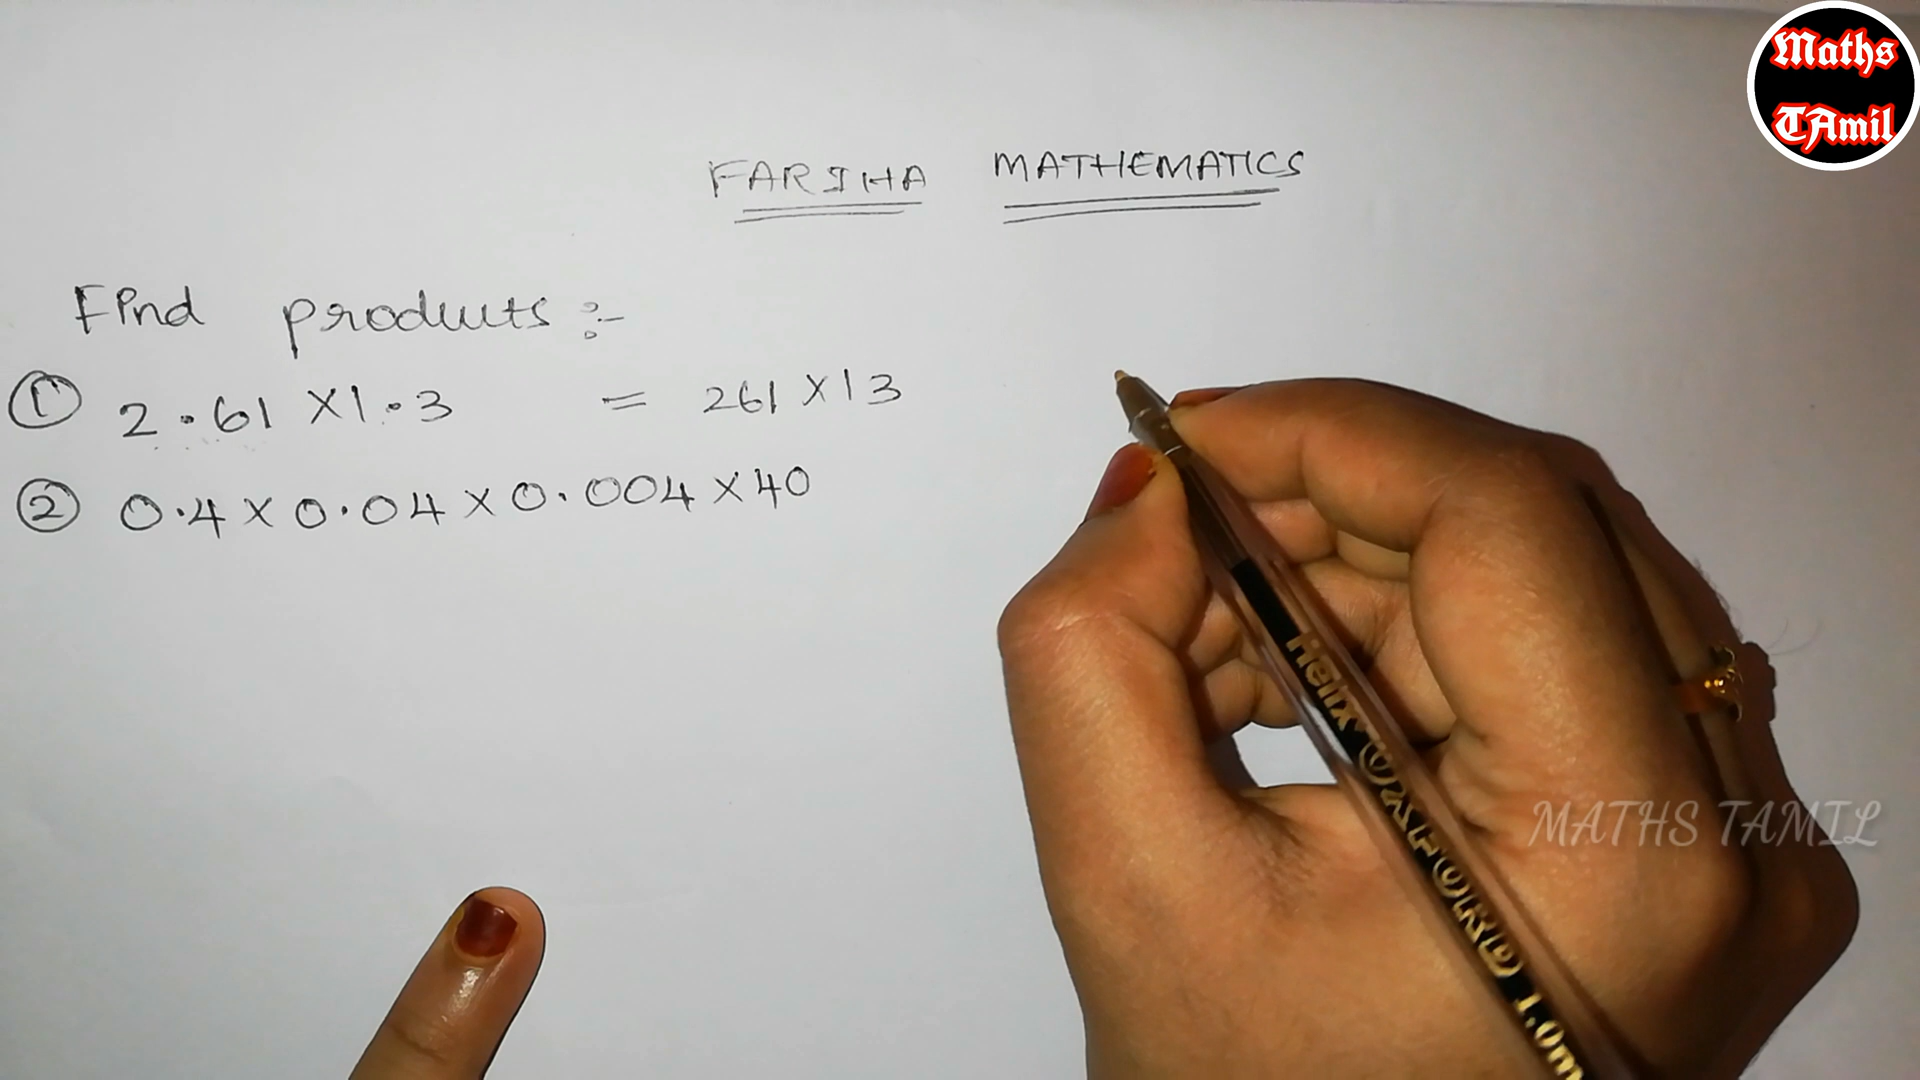 Maths
TAmil
FARIHA MATHEMATICS
Find products :-
① 2.61 × 1.3 = 261 × 13
② 0.4 × 0.04 × 0.004 × 40
Helix OXFORD 1.0m
MATHS TAMIL